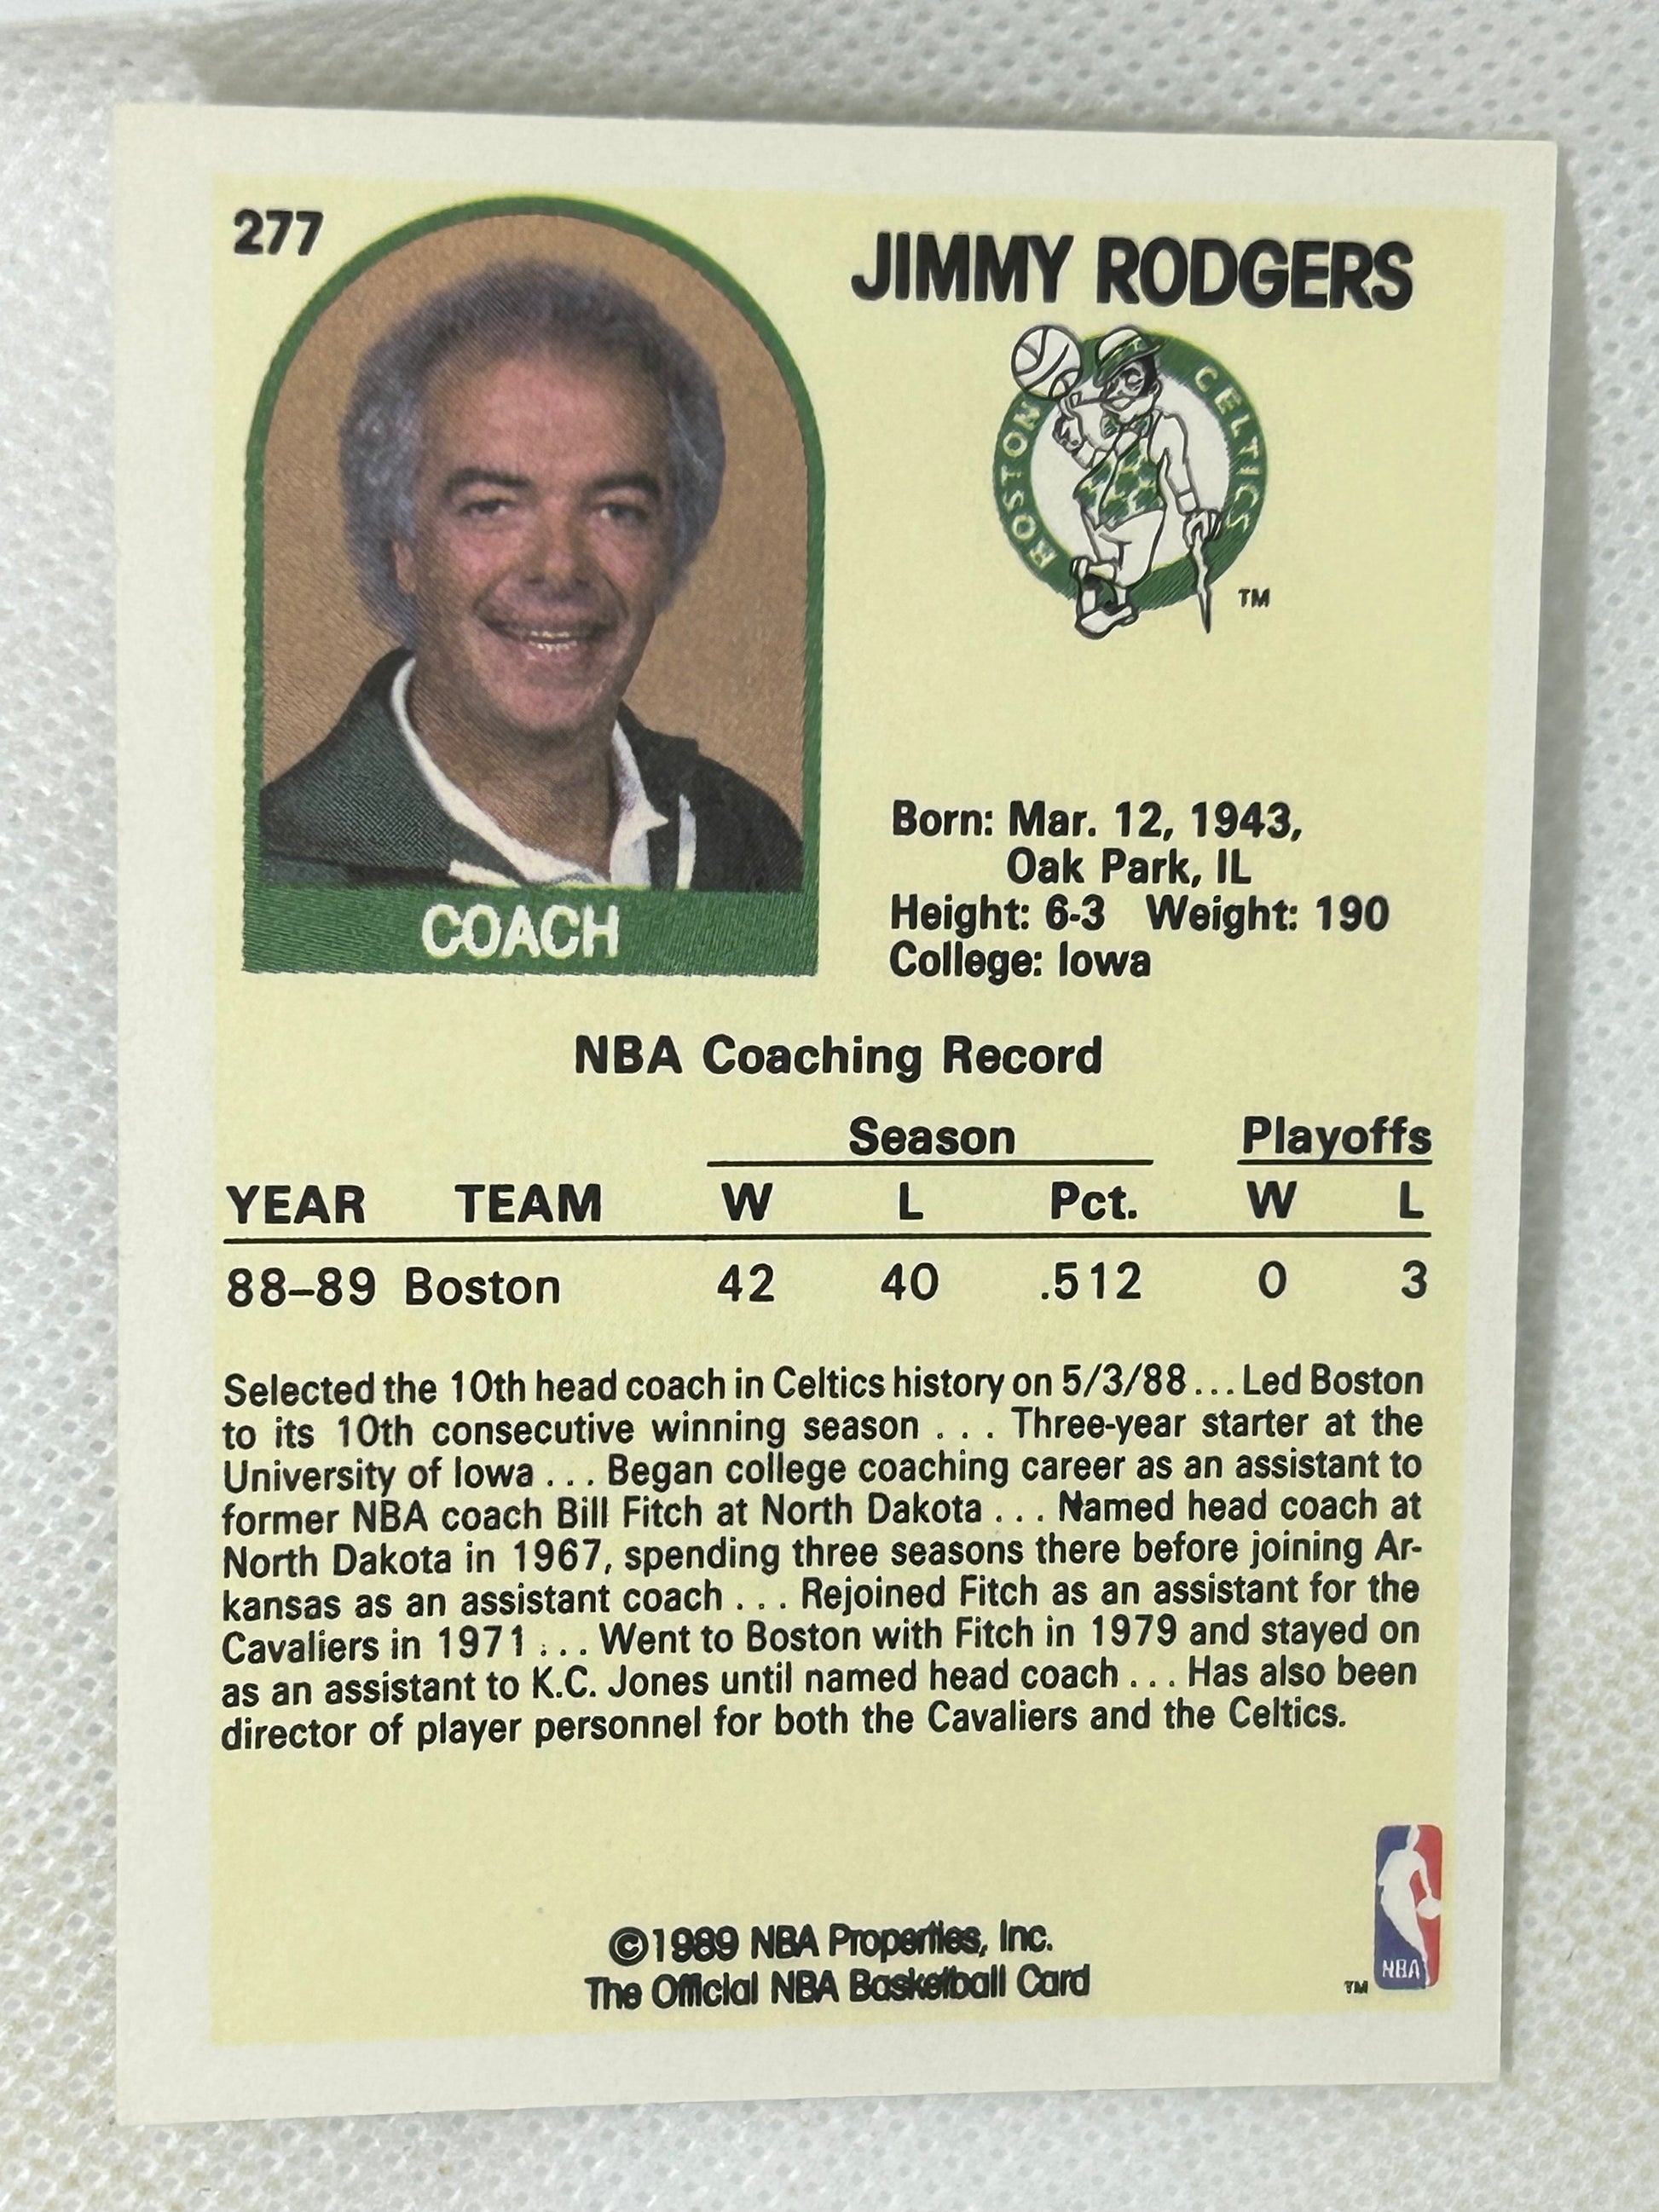 277
JIMMY RODGERS
BOSTON CELTICS
TM
Born: Mar. 12, 1943,
Oak Park, IL
Height: 6-3 Weight: 190
College: Iowa
COACH
NBA Coaching Record
Season Playoffs
YEAR TEAM W L Pct. W L
88–89 Boston 42 40 .512 0 3
Selected the 10th head coach in Celtics history on 5/3/88 . . . Led Boston
to its 10th consecutive winning season . . . Three-year starter at the
University of Iowa . . . Began college coaching career as an assistant to
former NBA coach Bill Fitch at North Dakota . . . Named head coach at
North Dakota in 1967, spending three seasons there before joining Ar-
kansas as an assistant coach . . . Rejoined Fitch as an assistant for the
Cavaliers in 1971 . . . Went to Boston with Fitch in 1979 and stayed on
as an assistant to K.C. Jones until named head coach . . . Has also been
director of player personnel for both the Cavaliers and the Celtics.
©1989 NBA Properties, Inc.
The Official NBA Basketball Card
TM NBA